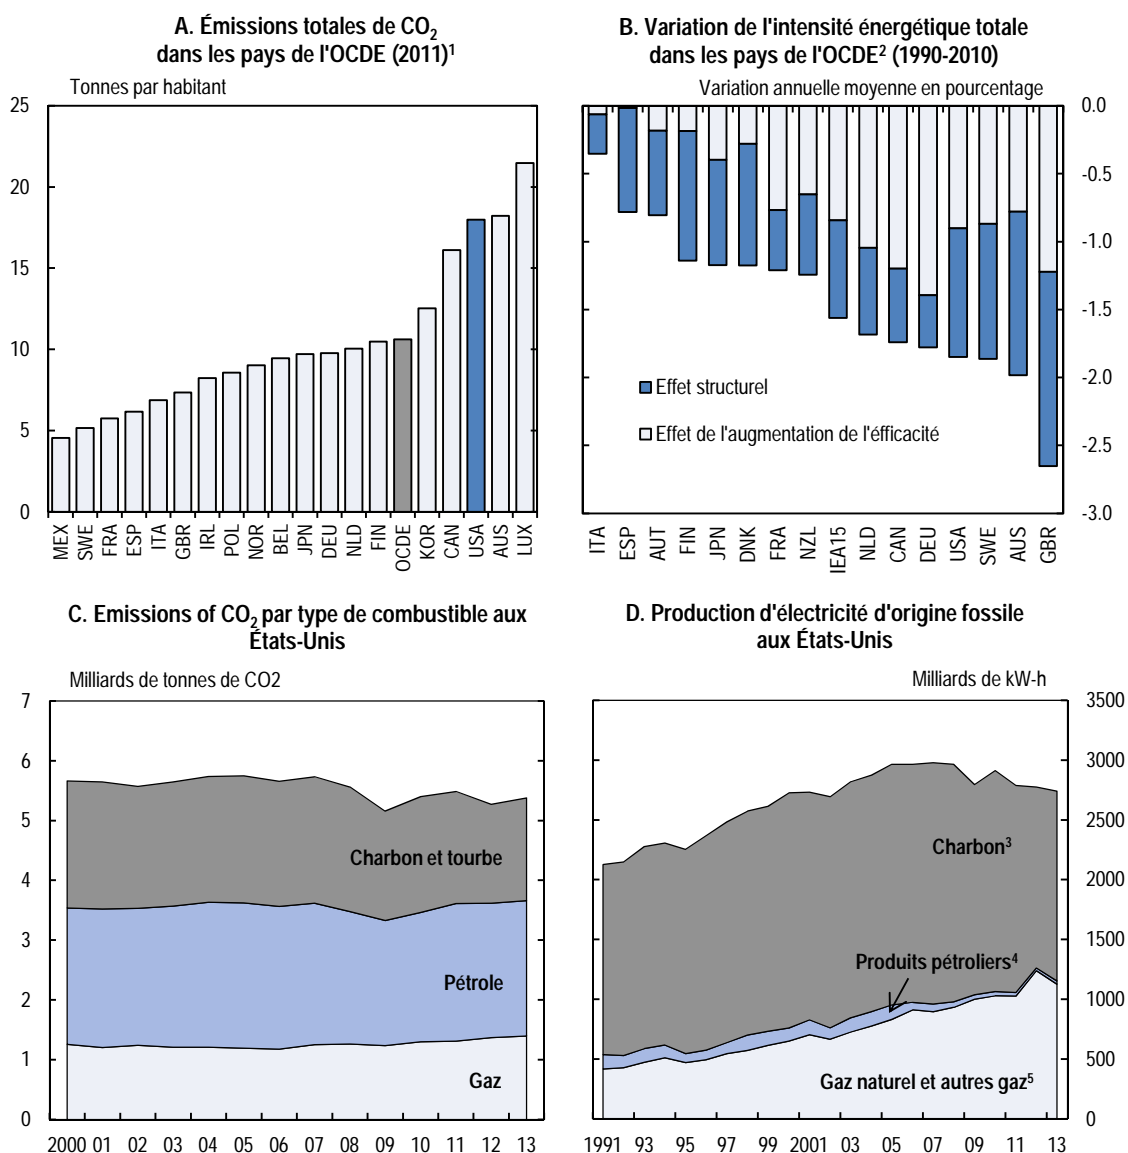 A. Émissions totales de CO2
dans les pays de l'OCDE (2011)1
Tonnes par habitant
25
20
15
10
5
0
MEX SWE FRA ESP ITA GBR IRL POL NOR BEL JPN DEU NLD FIN OCDE KOR CAN USA AUS LUX
B. Variation de l'intensité énergétique totale
dans les pays de l'OCDE2 (1990-2010)
Variation annuelle moyenne en pourcentage
0.0
-0.5
-1.0
-1.5
-2.0
-2.5
-3.0
Effet structurel
Effet de l'augmentation de l'éfficacité
ITA ESP AUT FIN JPN DNK FRA NZL IEA15 NLD CAN DEU USA SWE AUS GBR
C. Emissions of CO2 par type de combustible aux
États-Unis
Milliards de tonnes de CO2
7
6
5
4
3
2
1
0
Charbon et tourbe
Pétrole
Gaz
2000 01 02 03 04 05 06 07 08 09 10 11 12 13
D. Production d'électricité d'origine fossile
aux États-Unis
Milliards de kW-h
3500
3000
2500
2000
1500
1000
500
0
Charbon3
Produits pétroliers4
Gaz naturel et autres gaz5
1991 93 95 97 99 2001 03 05 07 09 11 13